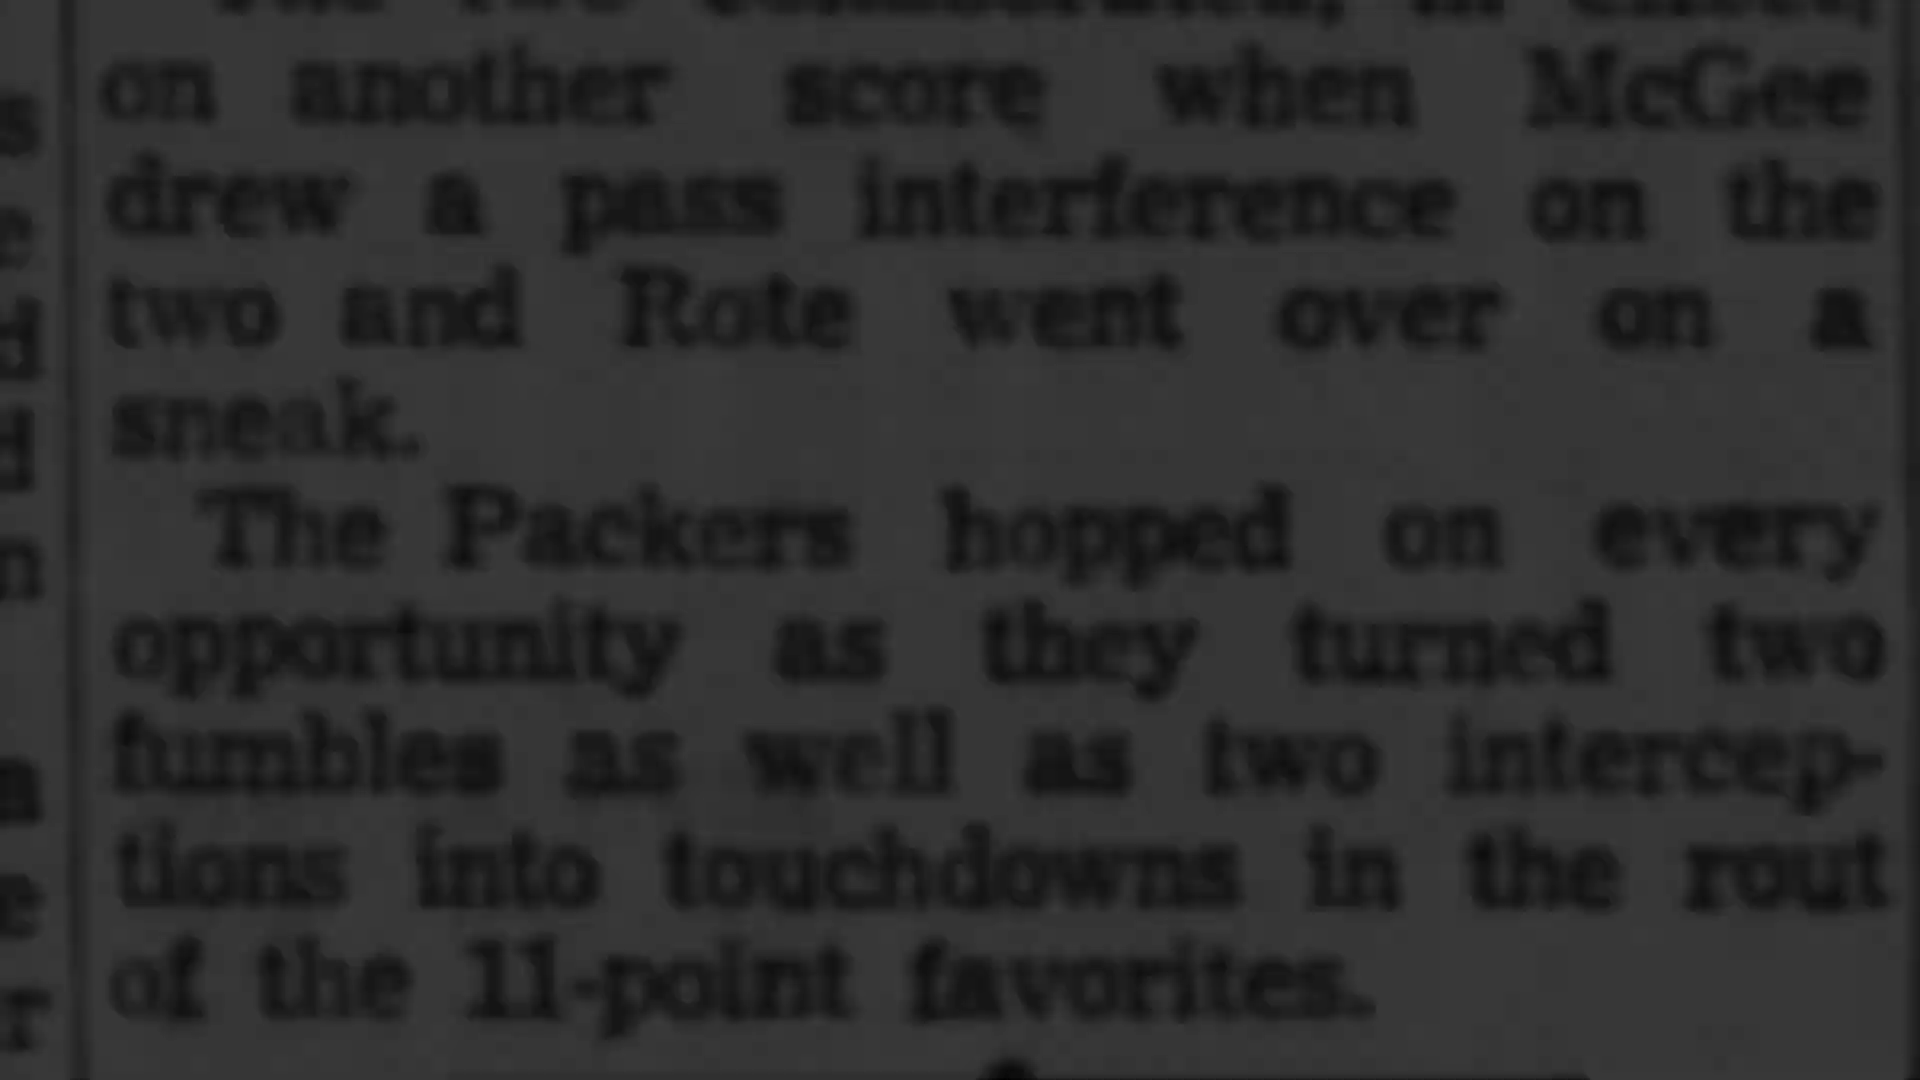 on another score when McGee
drew a pass interference on the
two and Rote went over on a
sneak.
The Packers hopped on every
opportunity as they turned two
fumbles as well as two intercep-
tions into touchdowns in the rout
of the 11-point favorites.